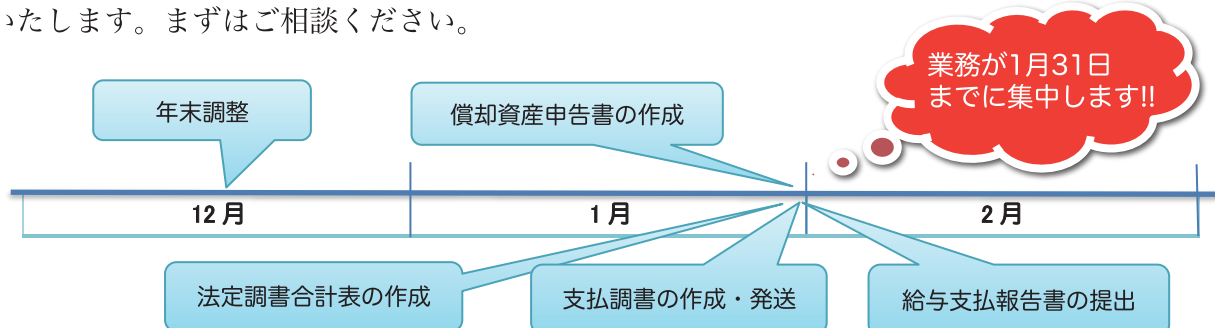 いたします。まずはご相談ください。
業務が1月31日
までに集中します!!
年末調整
償却資産申告書の作成
12月
1月
2月
法定調書合計表の作成
支払調書の作成・発送
給与支払報告書の提出